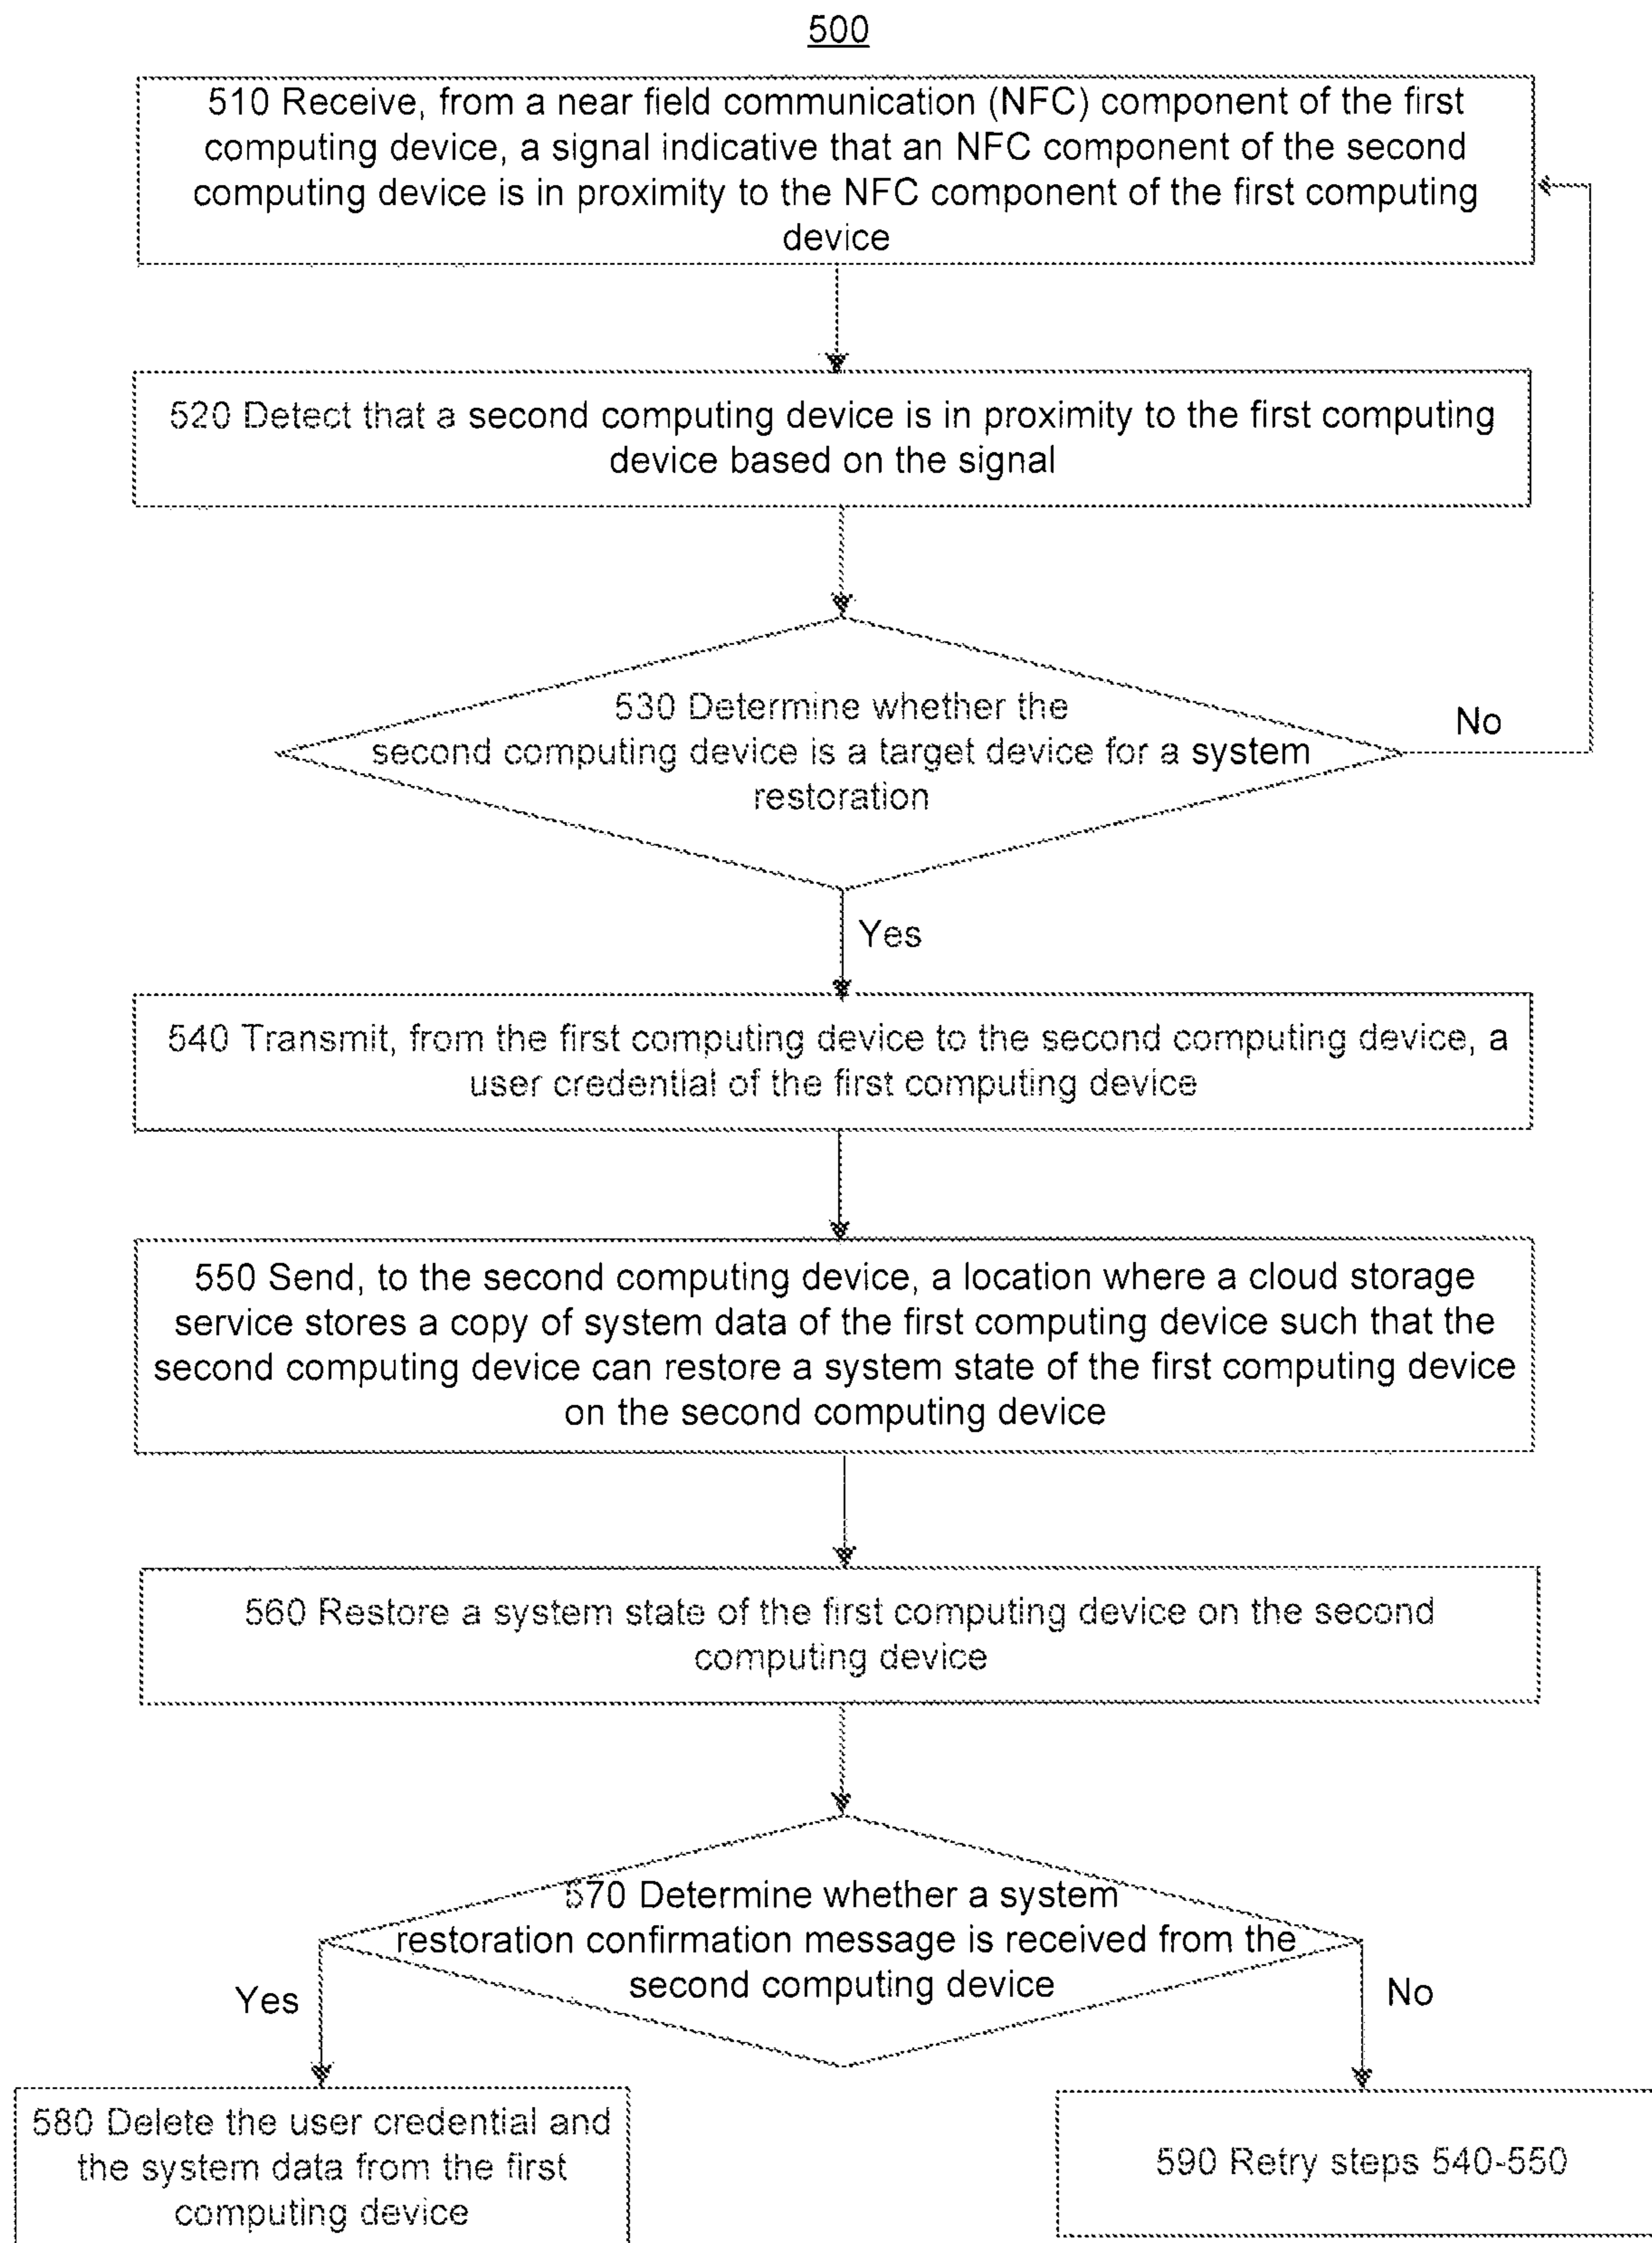 500
510 Receive, from a near field communication (NFC) component of the first
computing device, a signal indicative that an NFC component of the second
computing device is in proximity to the NFC component of the first computing
device
520 Detect that a second computing device is in proximity to the first computing
device based on the signal
530 Determine whether the
second computing device is a target device for a system
restoration
No
Yes
540 Transmit, from the first computing device to the second computing device, a
user credential of the first computing device
550 Send, to the second computing device, a location where a cloud storage
service stores a copy of system data of the first computing device such that the
second computing device can restore a system state of the first computing device
on the second computing device
560 Restore a system state of the first computing device on the second
computing device
570 Determine whether a system
restoration confirmation message is received from the
second computing device
Yes
No
580 Delete the user credential and
the system data from the first
computing device
590 Retry steps 540-550